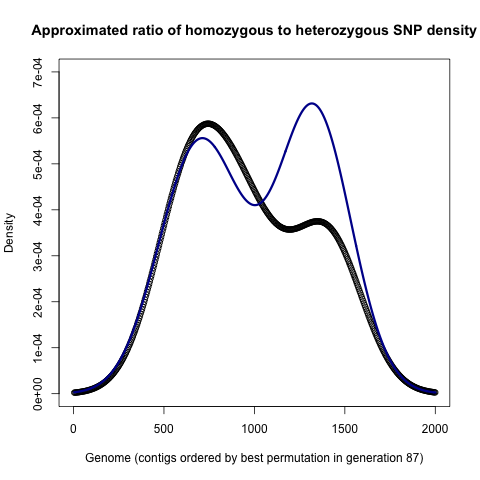 Approximated ratio of homozygous to heterozygous SNP density
7e-04
6e-04
5e-04
4e-04
3e-04
2e-04
1e-04
0e+00
Density
0 500 1000 1500 2000
Genome (contigs ordered by best permutation in generation 87)